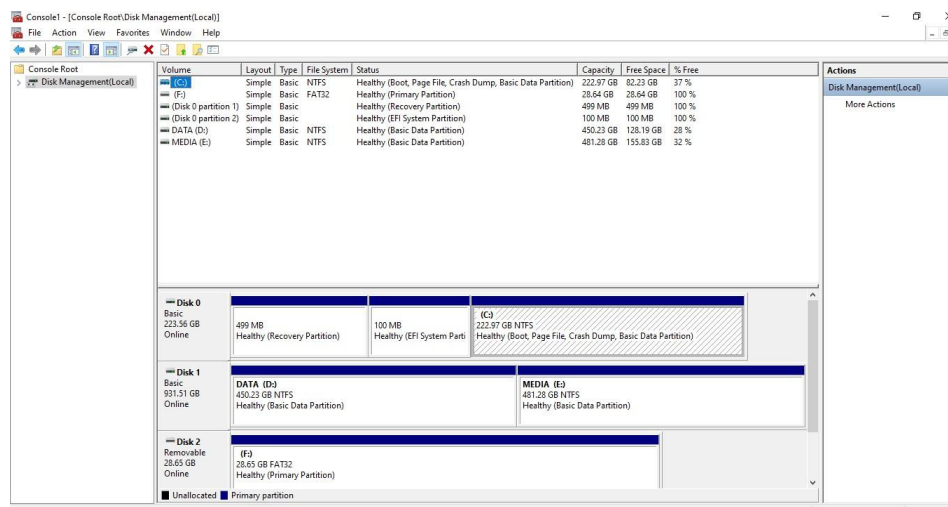 Console1 - [Console Root\Disk Management(Local)]
File Action View Favorites Window Help
Console Root
Disk Management(Local)
Volume Layout Type File System Status Capacity Free Space % Free
(C:) Simple Basic NTFS Healthy (Boot, Page File, Crash Dump, Basic Data Partition) 222.97 GB 82.23 GB 37 %
(F:) Simple Basic FAT32 Healthy (Primary Partition) 28.64 GB 28.64 GB 100 %
(Disk 0 partition 1) Simple Basic Healthy (Recovery Partition) 499 MB 499 MB 100 %
(Disk 0 partition 2) Simple Basic Healthy (EFI System Partition) 100 MB 100 MB 100 %
DATA (D:) Simple Basic NTFS Healthy (Basic Data Partition) 450.23 GB 128.19 GB 28 %
MEDIA (E:) Simple Basic NTFS Healthy (Basic Data Partition) 481.28 GB 155.83 GB 32 %
Actions
Disk Management(Local)
More Actions
Disk 0
Basic
223.56 GB
Online
499 MB
Healthy (Recovery Partition)
100 MB
Healthy (EFI System Parti
(C:)
222.97 GB NTFS
Healthy (Boot, Page File, Crash Dump, Basic Data Partition)
Disk 1
Basic
931.51 GB
Online
DATA (D:)
450.23 GB NTFS
Healthy (Basic Data Partition)
MEDIA (E:)
481.28 GB NTFS
Healthy (Basic Data Partition)
Disk 2
Removable
28.65 GB
Online
(F:)
28.65 GB FAT32
Healthy (Primary Partition)
Unallocated Primary partition